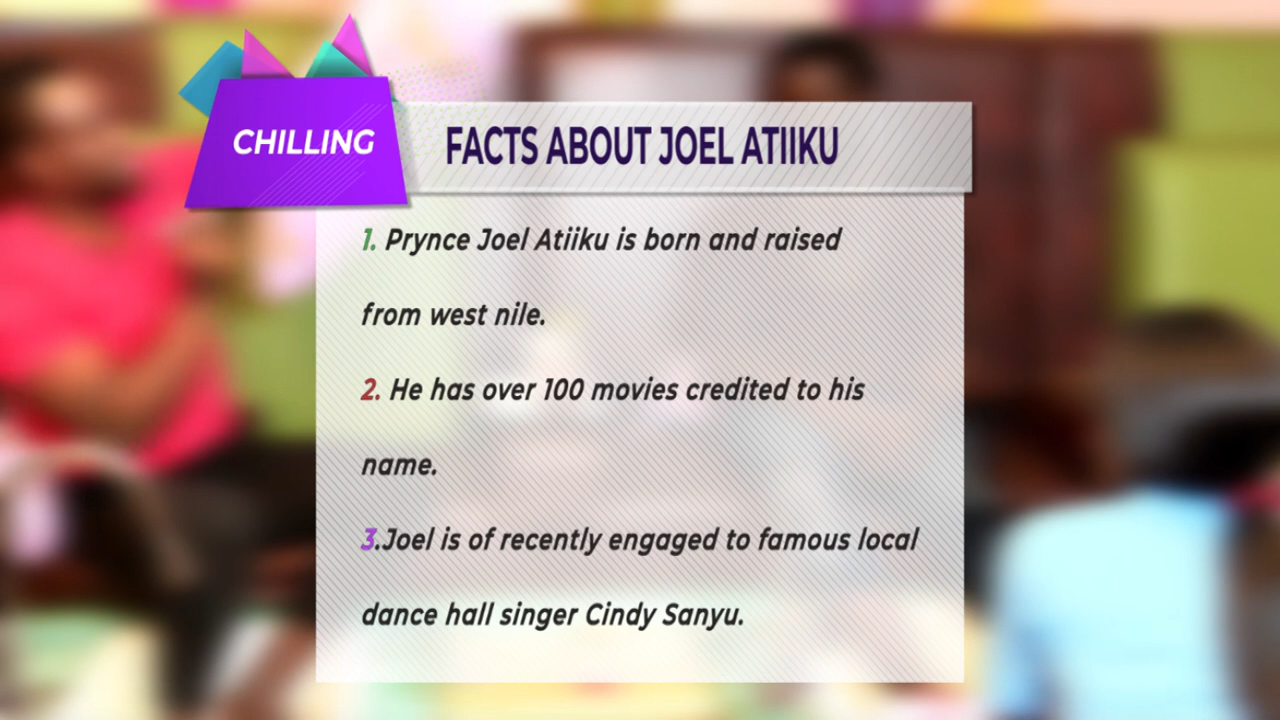 CHILLING
FACTS ABOUT JOEL ATIIKU
1. Prynce Joel Atiiku is born and raised
from west nile.
2. He has over 100 movies credited to his
name.
3.Joel is of recently engaged to famous local
dance hall singer Cindy Sanyu.